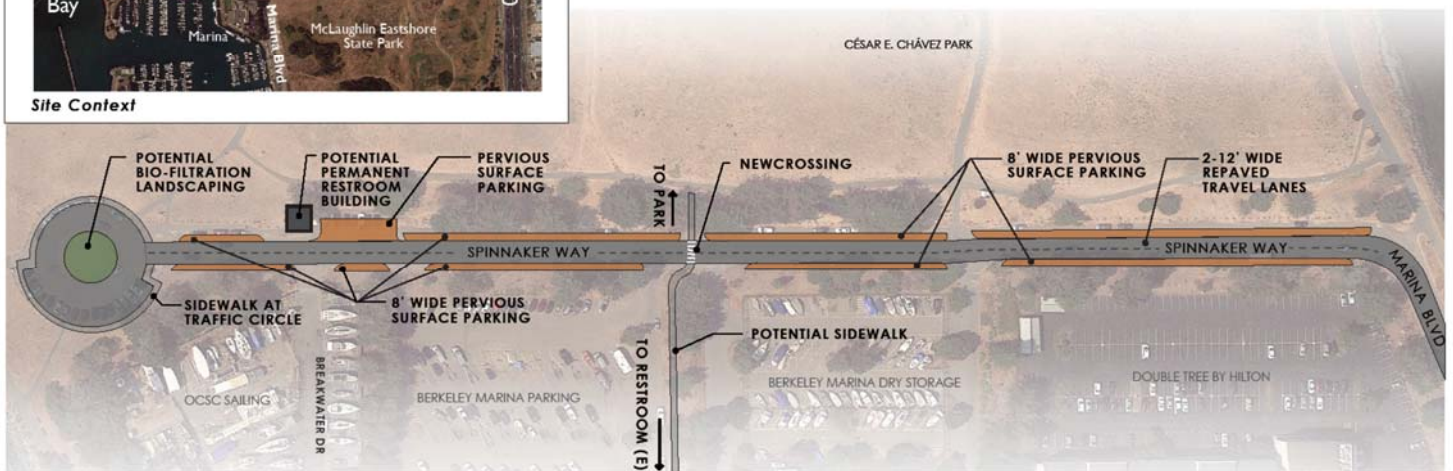 Bay
Marina
Marina Blvd
McLaughlin Eastshore
State Park
Site Context
CÉSAR E. CHÁVEZ PARK
POTENTIAL
BIO-FILTRATION
LANDSCAPING
POTENTIAL
PERMANENT
RESTROOM
BUILDING
PERVIOUS
SURFACE
PARKING
TO PARK
NEWCROSSING
8' WIDE PERVIOUS
SURFACE PARKING
2-12' WIDE
REPAVED
TRAVEL LANES
SPINNAKER WAY
SPINNAKER WAY
MARINA BLVD
SIDEWALK AT
TRAFFIC CIRCLE
8' WIDE PERVIOUS
SURFACE PARKING
POTENTIAL SIDEWALK
TO RESTROOM (E)
BREAKWATER DR
OCSC SAILING
BERKELEY MARINA PARKING
BERKELEY MARINA DRY STORAGE
DOUBLE TREE BY HILTON